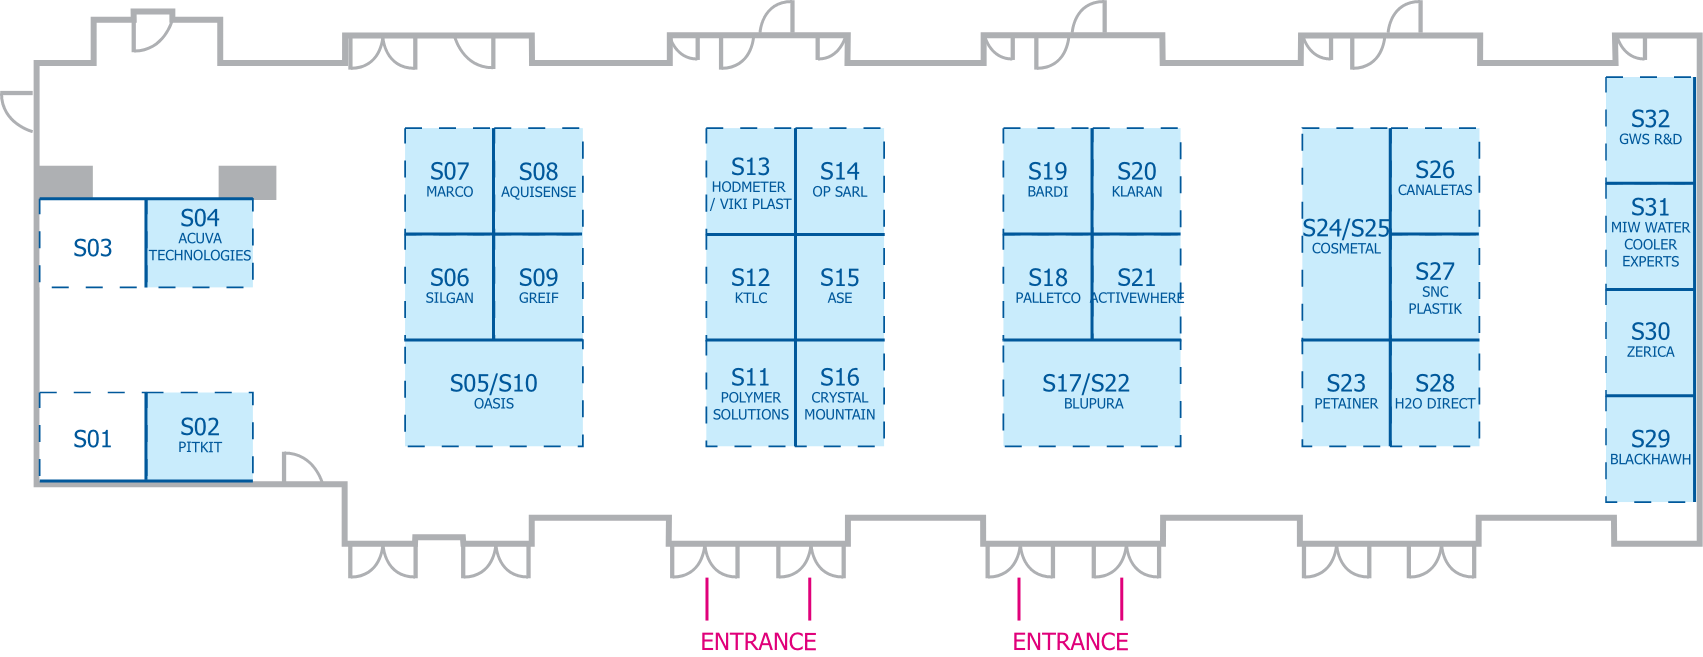 S03
S04
ACUVA
TECHNOLOGIES
S01
S02
PITKIT
S07
MARCO
S08
AQUISENSE
S06
SILGAN
S09
GREIF
S05/S10
OASIS
S13
HODMETER
/ VIKI PLAST
S14
OP SARL
S12
KTLC
S15
ASE
S11
POLYMER
SOLUTIONS
S16
CRYSTAL
MOUNTAIN
S19
BARDI
S20
KLARAN
S18
PALLETCO
S21
ACTIVEWHERE
S17/S22
BLUPURA
S24/S25
COSMETAL
S26
CANALETAS
S27
SNC
PLASTIK
S23
PETAINER
S28
H2O DIRECT
S32
GWS R&D
S31
MIW WATER
COOLER
EXPERTS
S30
ZERICA
S29
BLACKHAWH
ENTRANCE
ENTRANCE